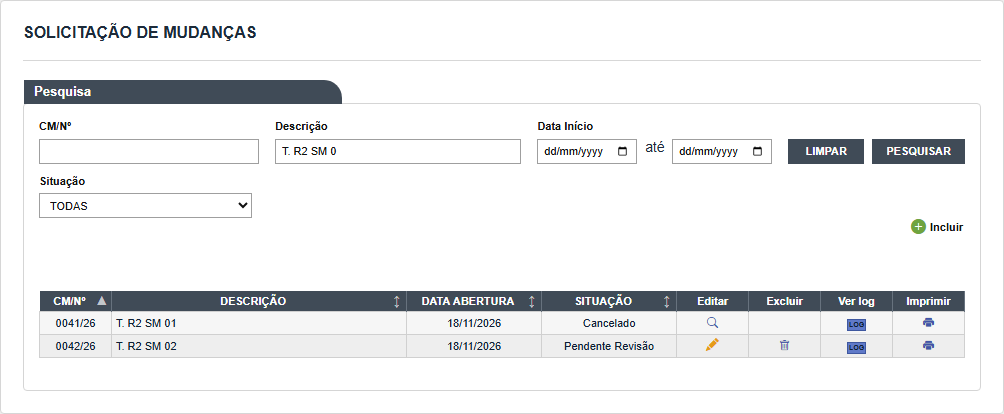 SOLICITAÇÃO DE MUDANÇAS
Pesquisa
CM/Nº Descrição Data Início
T. R2 SM 0 dd/mm/yyyy até dd/mm/yyyy LIMPAR PESQUISAR
Situação
TODAS
Incluir
CM/Nº DESCRIÇÃO DATA ABERTURA SITUAÇÃO Editar Excluir Ver log Imprimir
0041/26 T. R2 SM 01 18/11/2026 Cancelado LOG
0042/26 T. R2 SM 02 18/11/2026 Pendente Revisão LOG